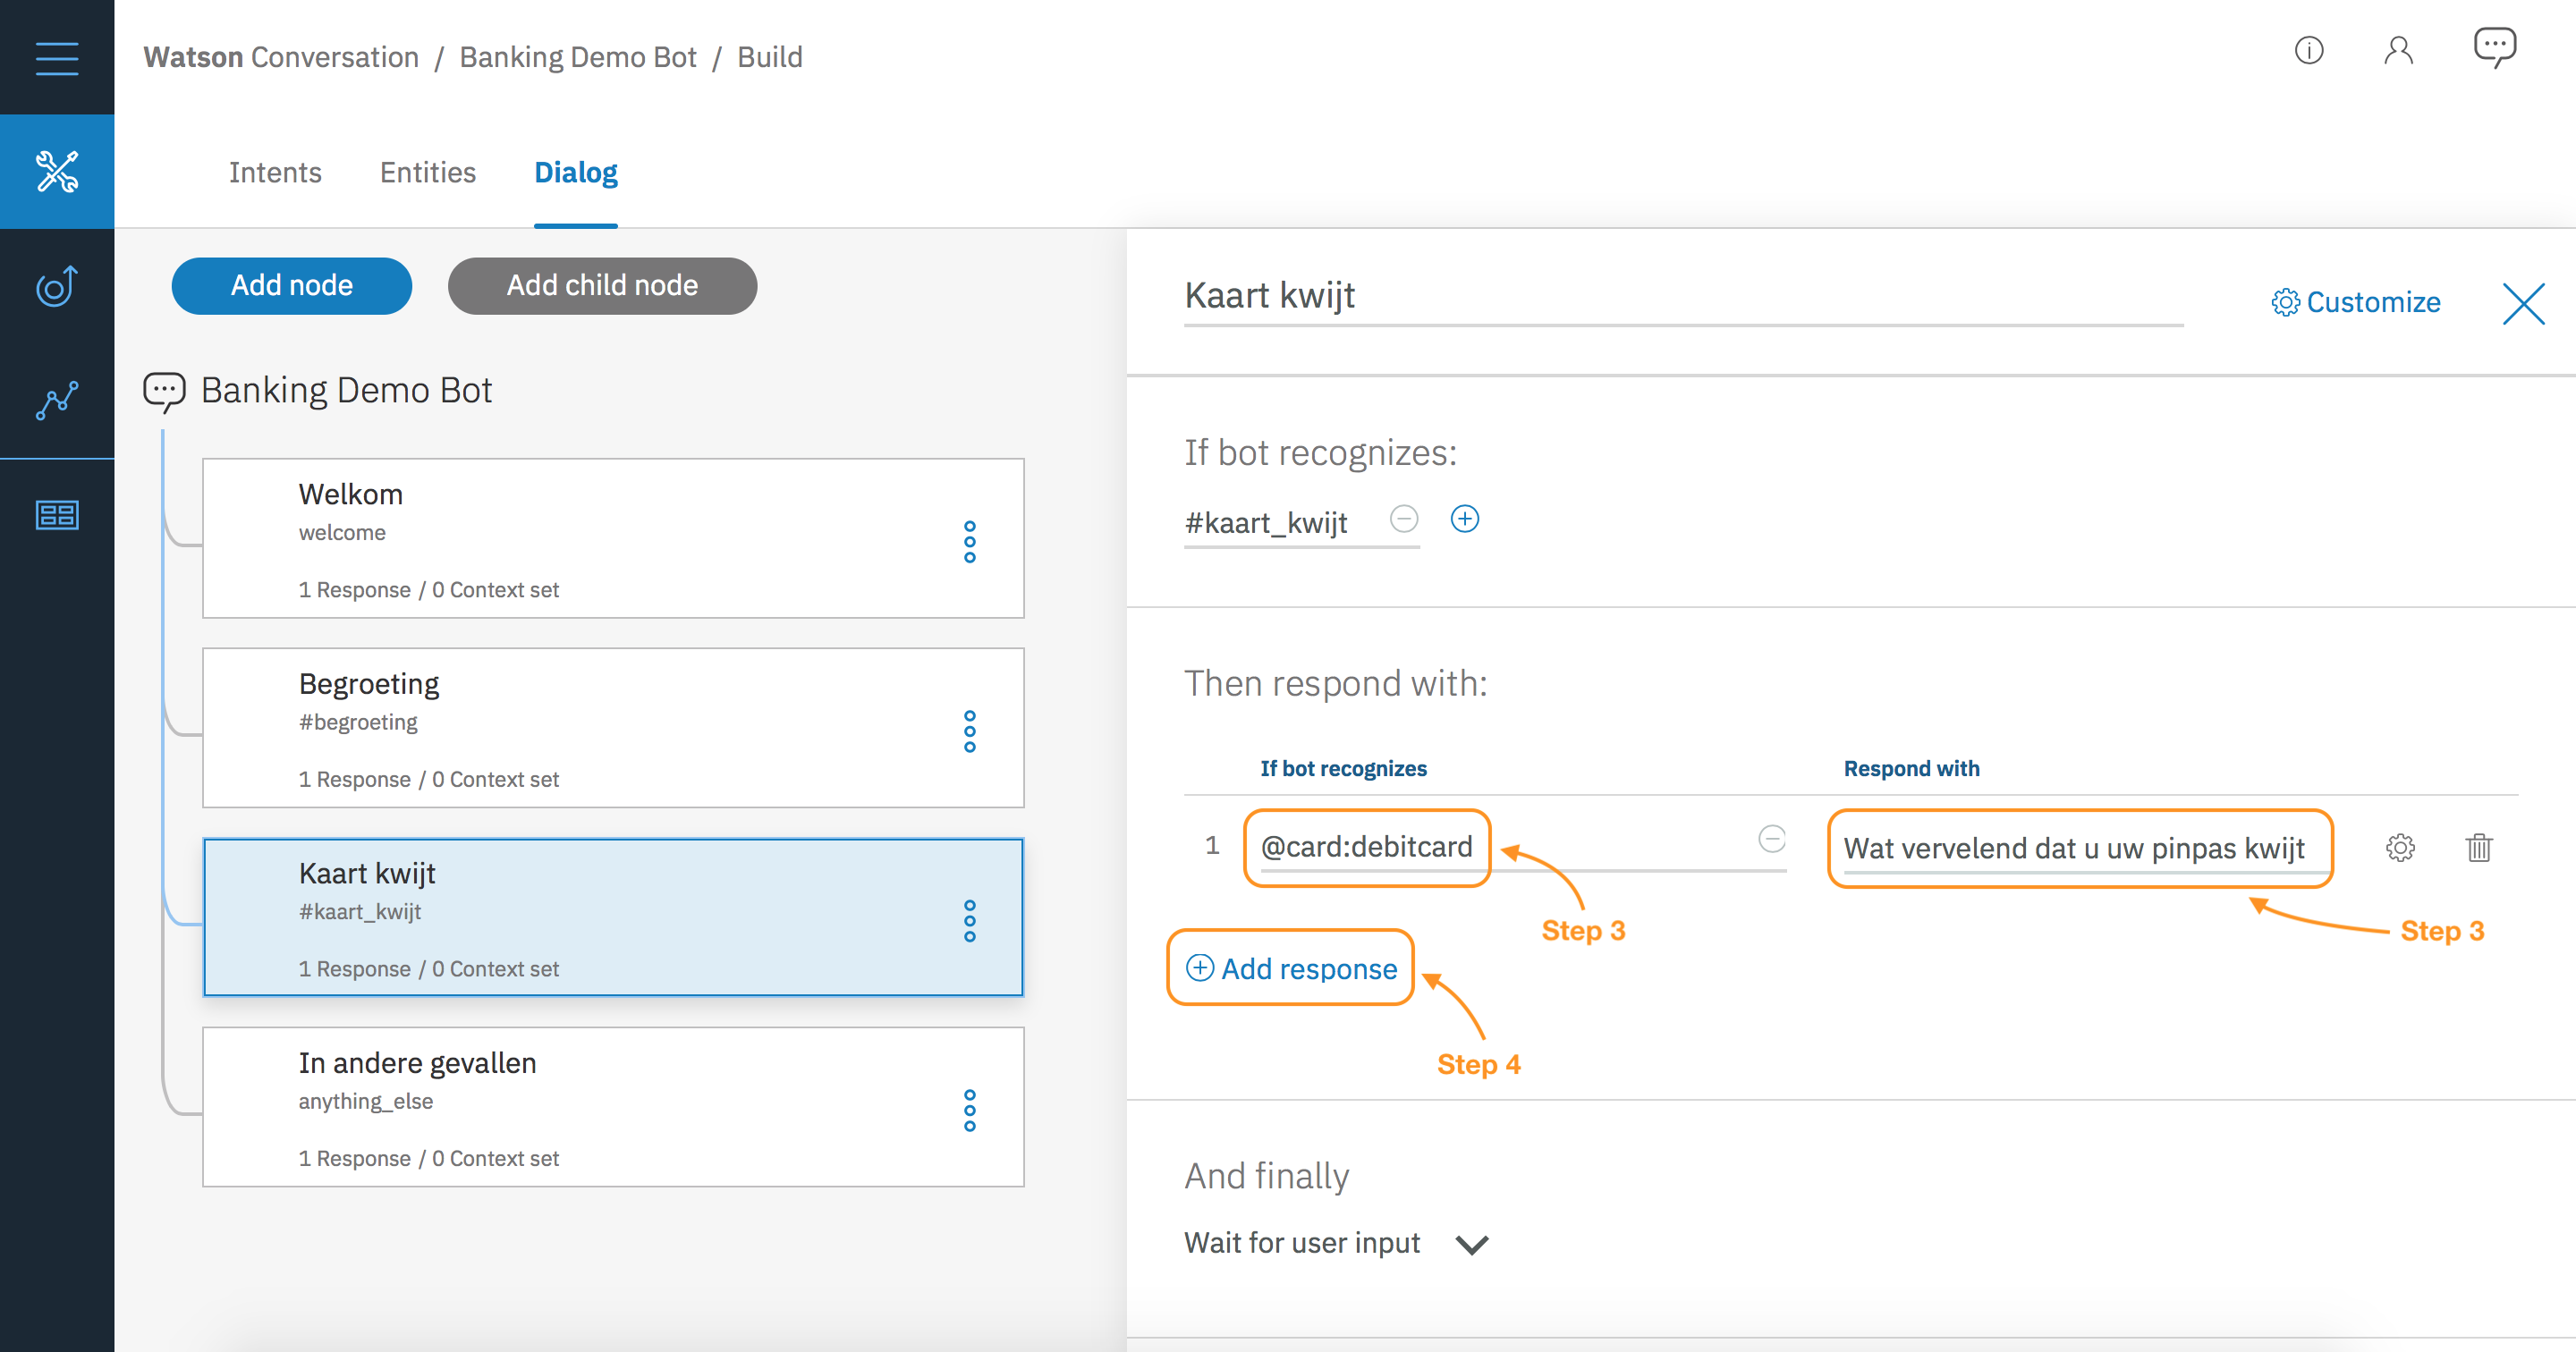 Watson Conversation / Banking Demo Bot / Build
Intents Entities Dialog
Add node Add child node
Banking Demo Bot
Welkom
welcome
1 Response / 0 Context set
Begroeting
#begroeting
1 Response / 0 Context set
Kaart kwijt
#kaart_kwijt
1 Response / 0 Context set
In andere gevallen
anything_else
1 Response / 0 Context set
Kaart kwijt
Customize
If bot recognizes:
#kaart_kwijt
Then respond with:
If bot recognizes Respond with
1 @card:debitcard Wat vervelend dat u uw pinpas kwijt
Step 3 Step 3
Add response
Step 4
And finally
Wait for user input